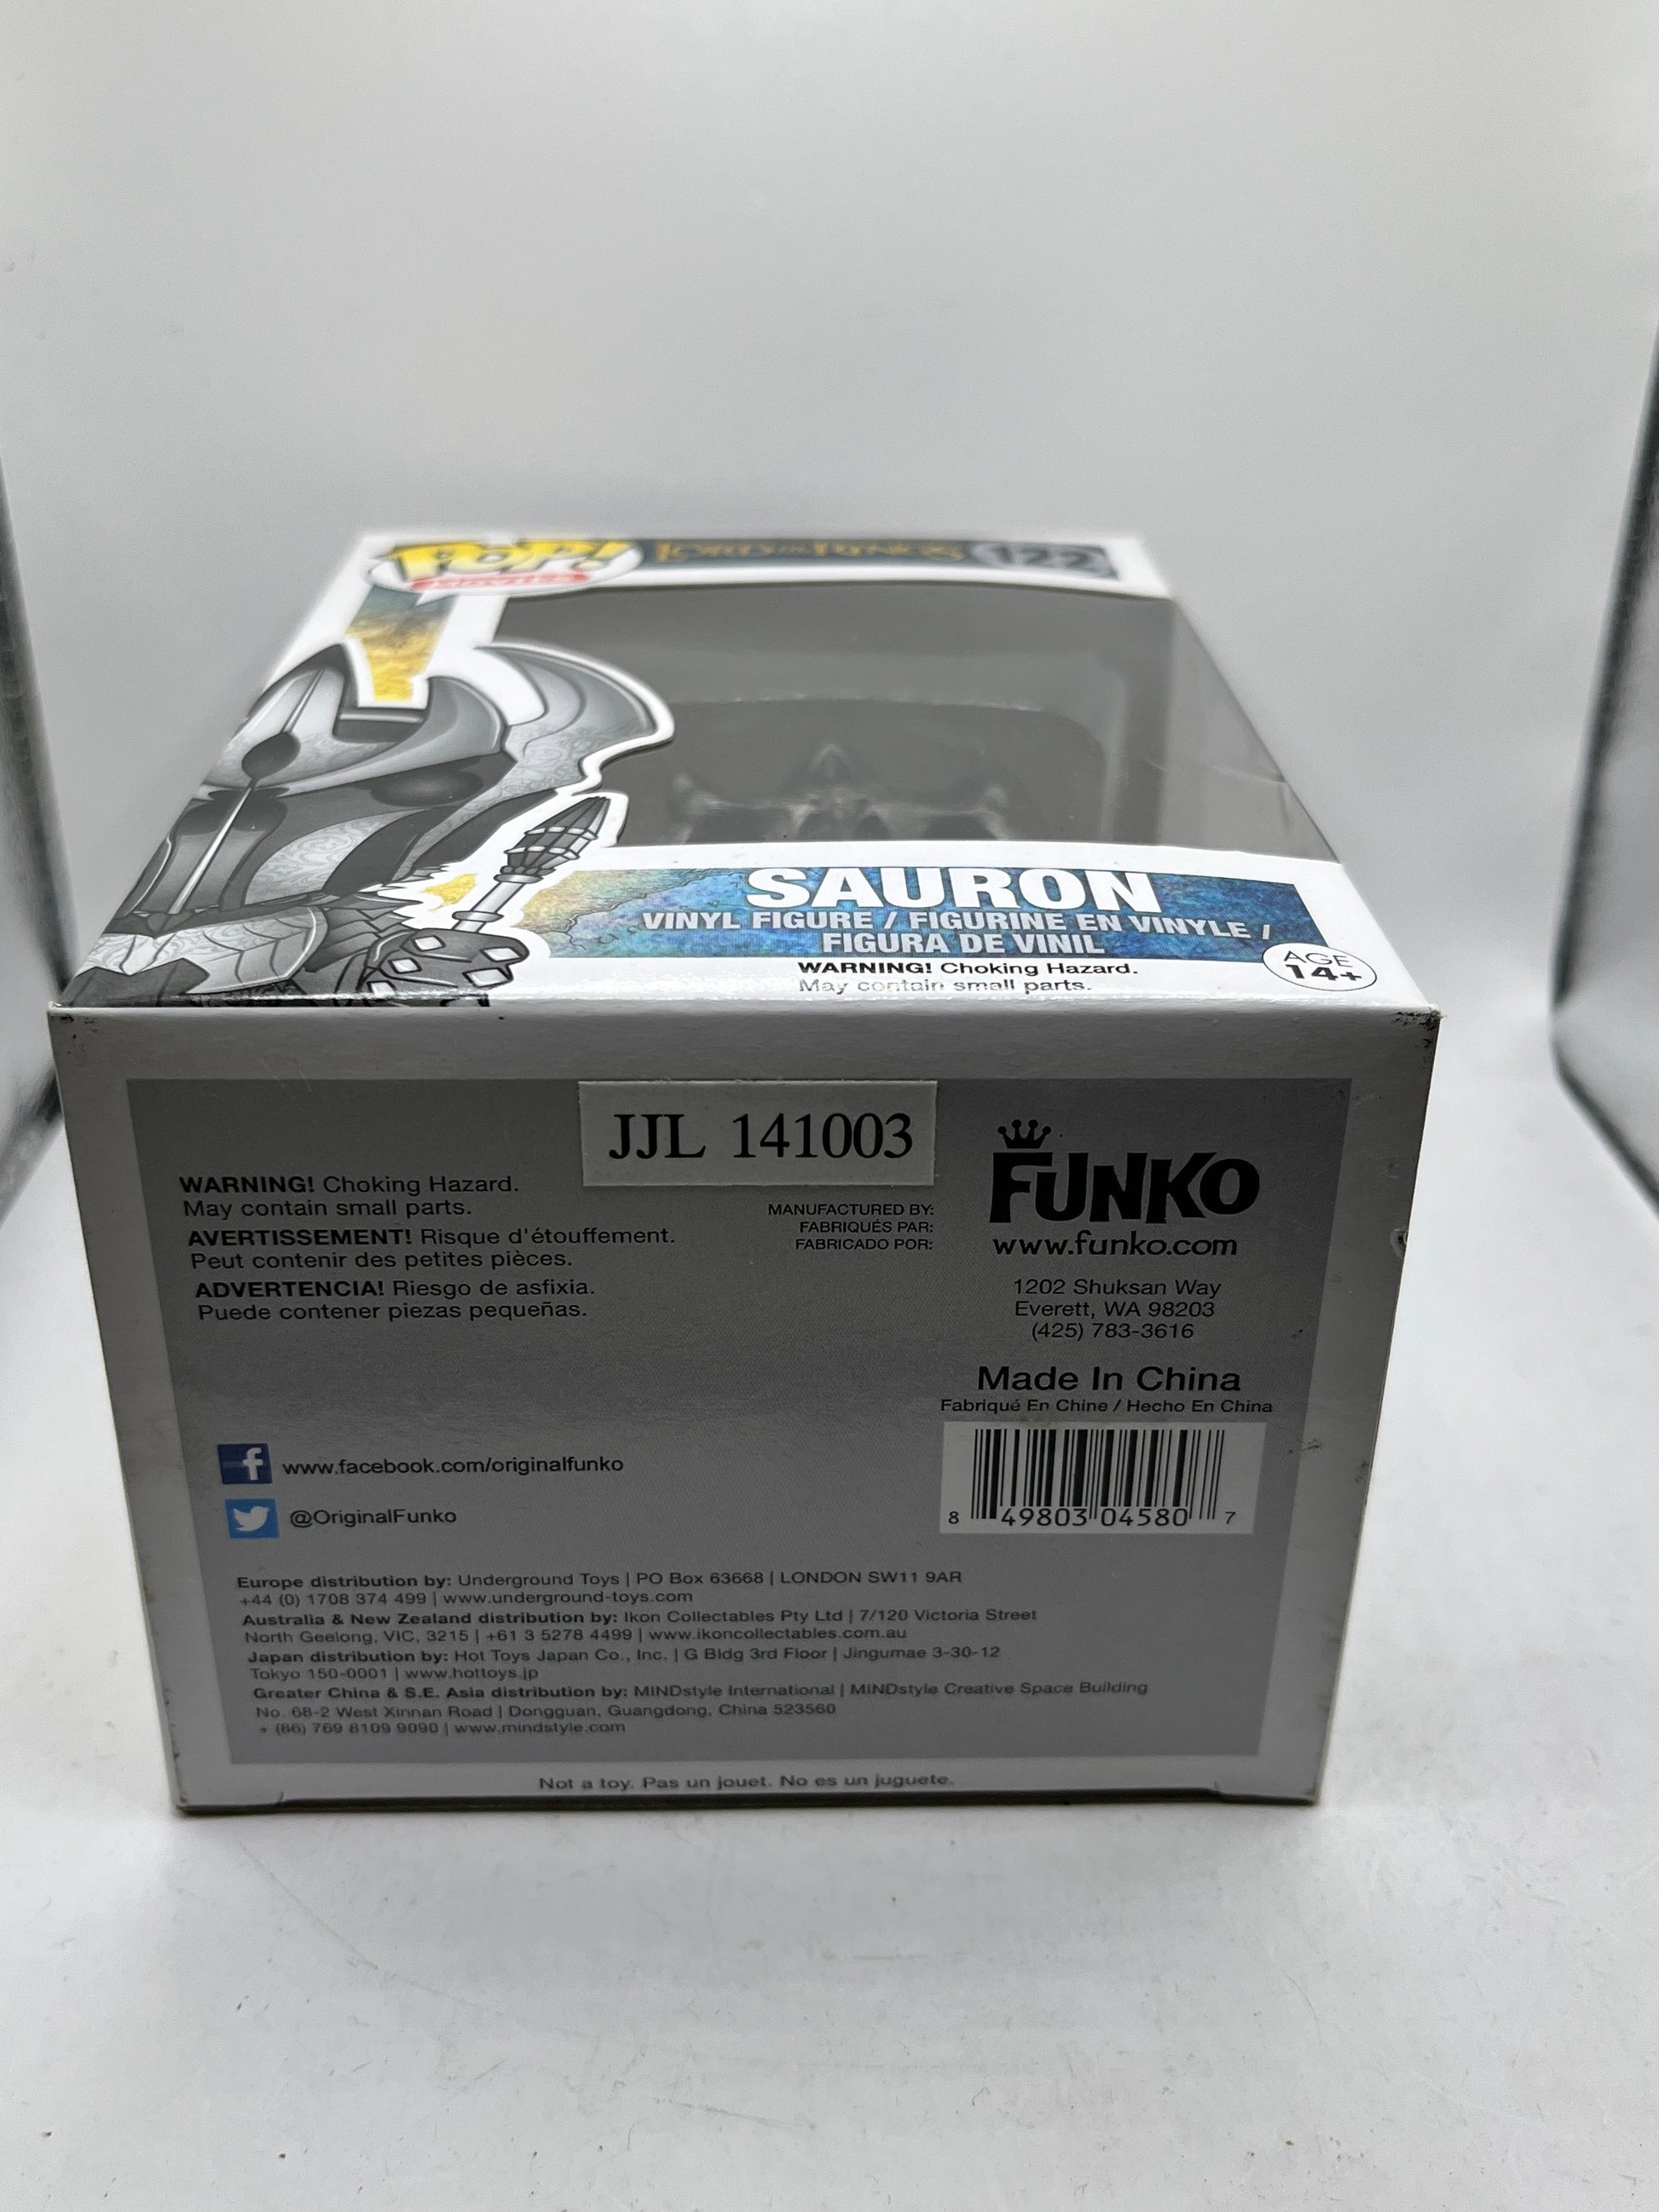 POP!
MOVIES
THE LORD OF THE RINGS
122
SAURON
VINYL FIGURE / FIGURINE EN VINYLE /
FIGURA DE VINIL
WARNING! Choking Hazard.
May contain small parts.
AGE
14+
JJL 141003
WARNING! Choking Hazard.
May contain small parts.
AVERTISSEMENT! Risque d'étouffement.
Peut contenir des petites pièces.
ADVERTENCIA! Riesgo de asfixia.
Puede contener piezas pequeñas.
MANUFACTURED BY:
FABRIQUÉS PAR:
FABRICADO POR:
FUNKO
www.funko.com
1202 Shuksan Way
Everett, WA 98203
(425) 783-3616
Made In China
Fabriqué En Chine / Hecho En China
8 49803 04580 7
f www.facebook.com/originalfunko
@OriginalFunko
Europe distribution by: Underground Toys | PO Box 63668 | LONDON SW11 9AR
+44 (0) 1708 374 499 | www.underground-toys.com
Australia & New Zealand distribution by: Ikon Collectables Pty Ltd | 7/120 Victoria Street
North Geelong, VIC, 3215 | +61 3 5278 4499 | www.ikoncollectables.com.au
Japan distribution by: Hot Toys Japan Co., Inc. | G Bldg 3rd Floor | Jingumae 3-30-12
Tokyo 150-0001 | www.hottoys.jp
Greater China & S.E. Asia distribution by: MINDstyle International | MINDstyle Creative Space Building
No. 68-2 West Xinnan Road | Dongguan, Guangdong, China 523560
+ (86) 769 8109 9090 | www.mindstyle.com
Not a toy. Pas un jouet. No es un juguete.